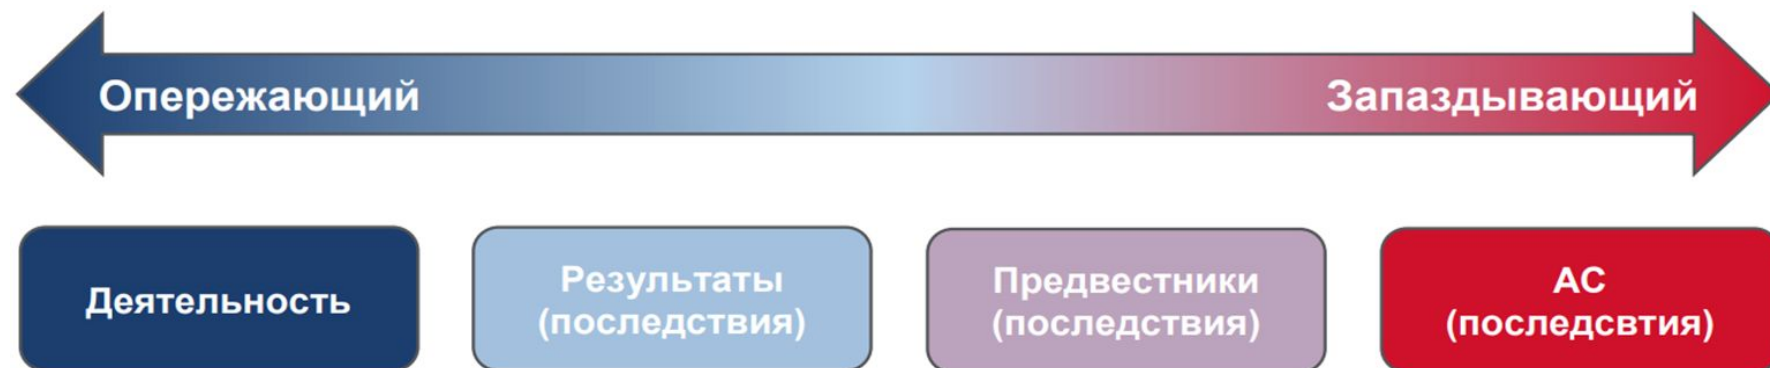 Опережающий
Запаздывающий
Деятельность
Результаты
(последствия)
Предвестники
(последствия)
АС
(последсвтия)